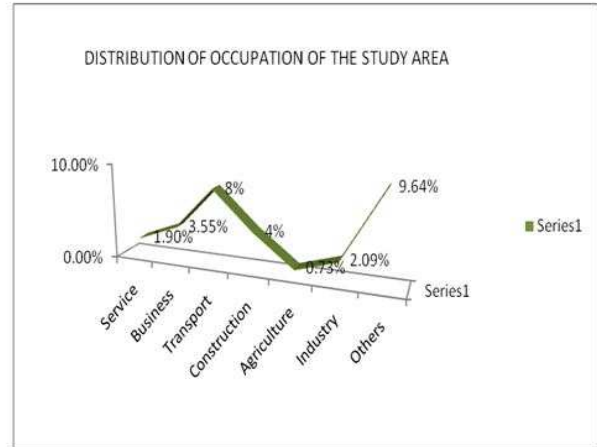 DISTRIBUTION OF OCCUPATION OF THE STUDY AREA
10.00%
0.00%
1.90%
3.55%
8%
4%
0.73%
2.09%
9.64%
Series1
Series1
Service
Business
Transport
Construction
Agriculture
Industry
Others